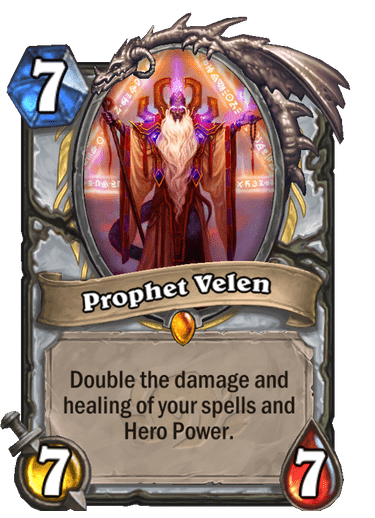 7
Prophet Velen
Double the damage and
healing of your spells and
Hero Power.
7
7